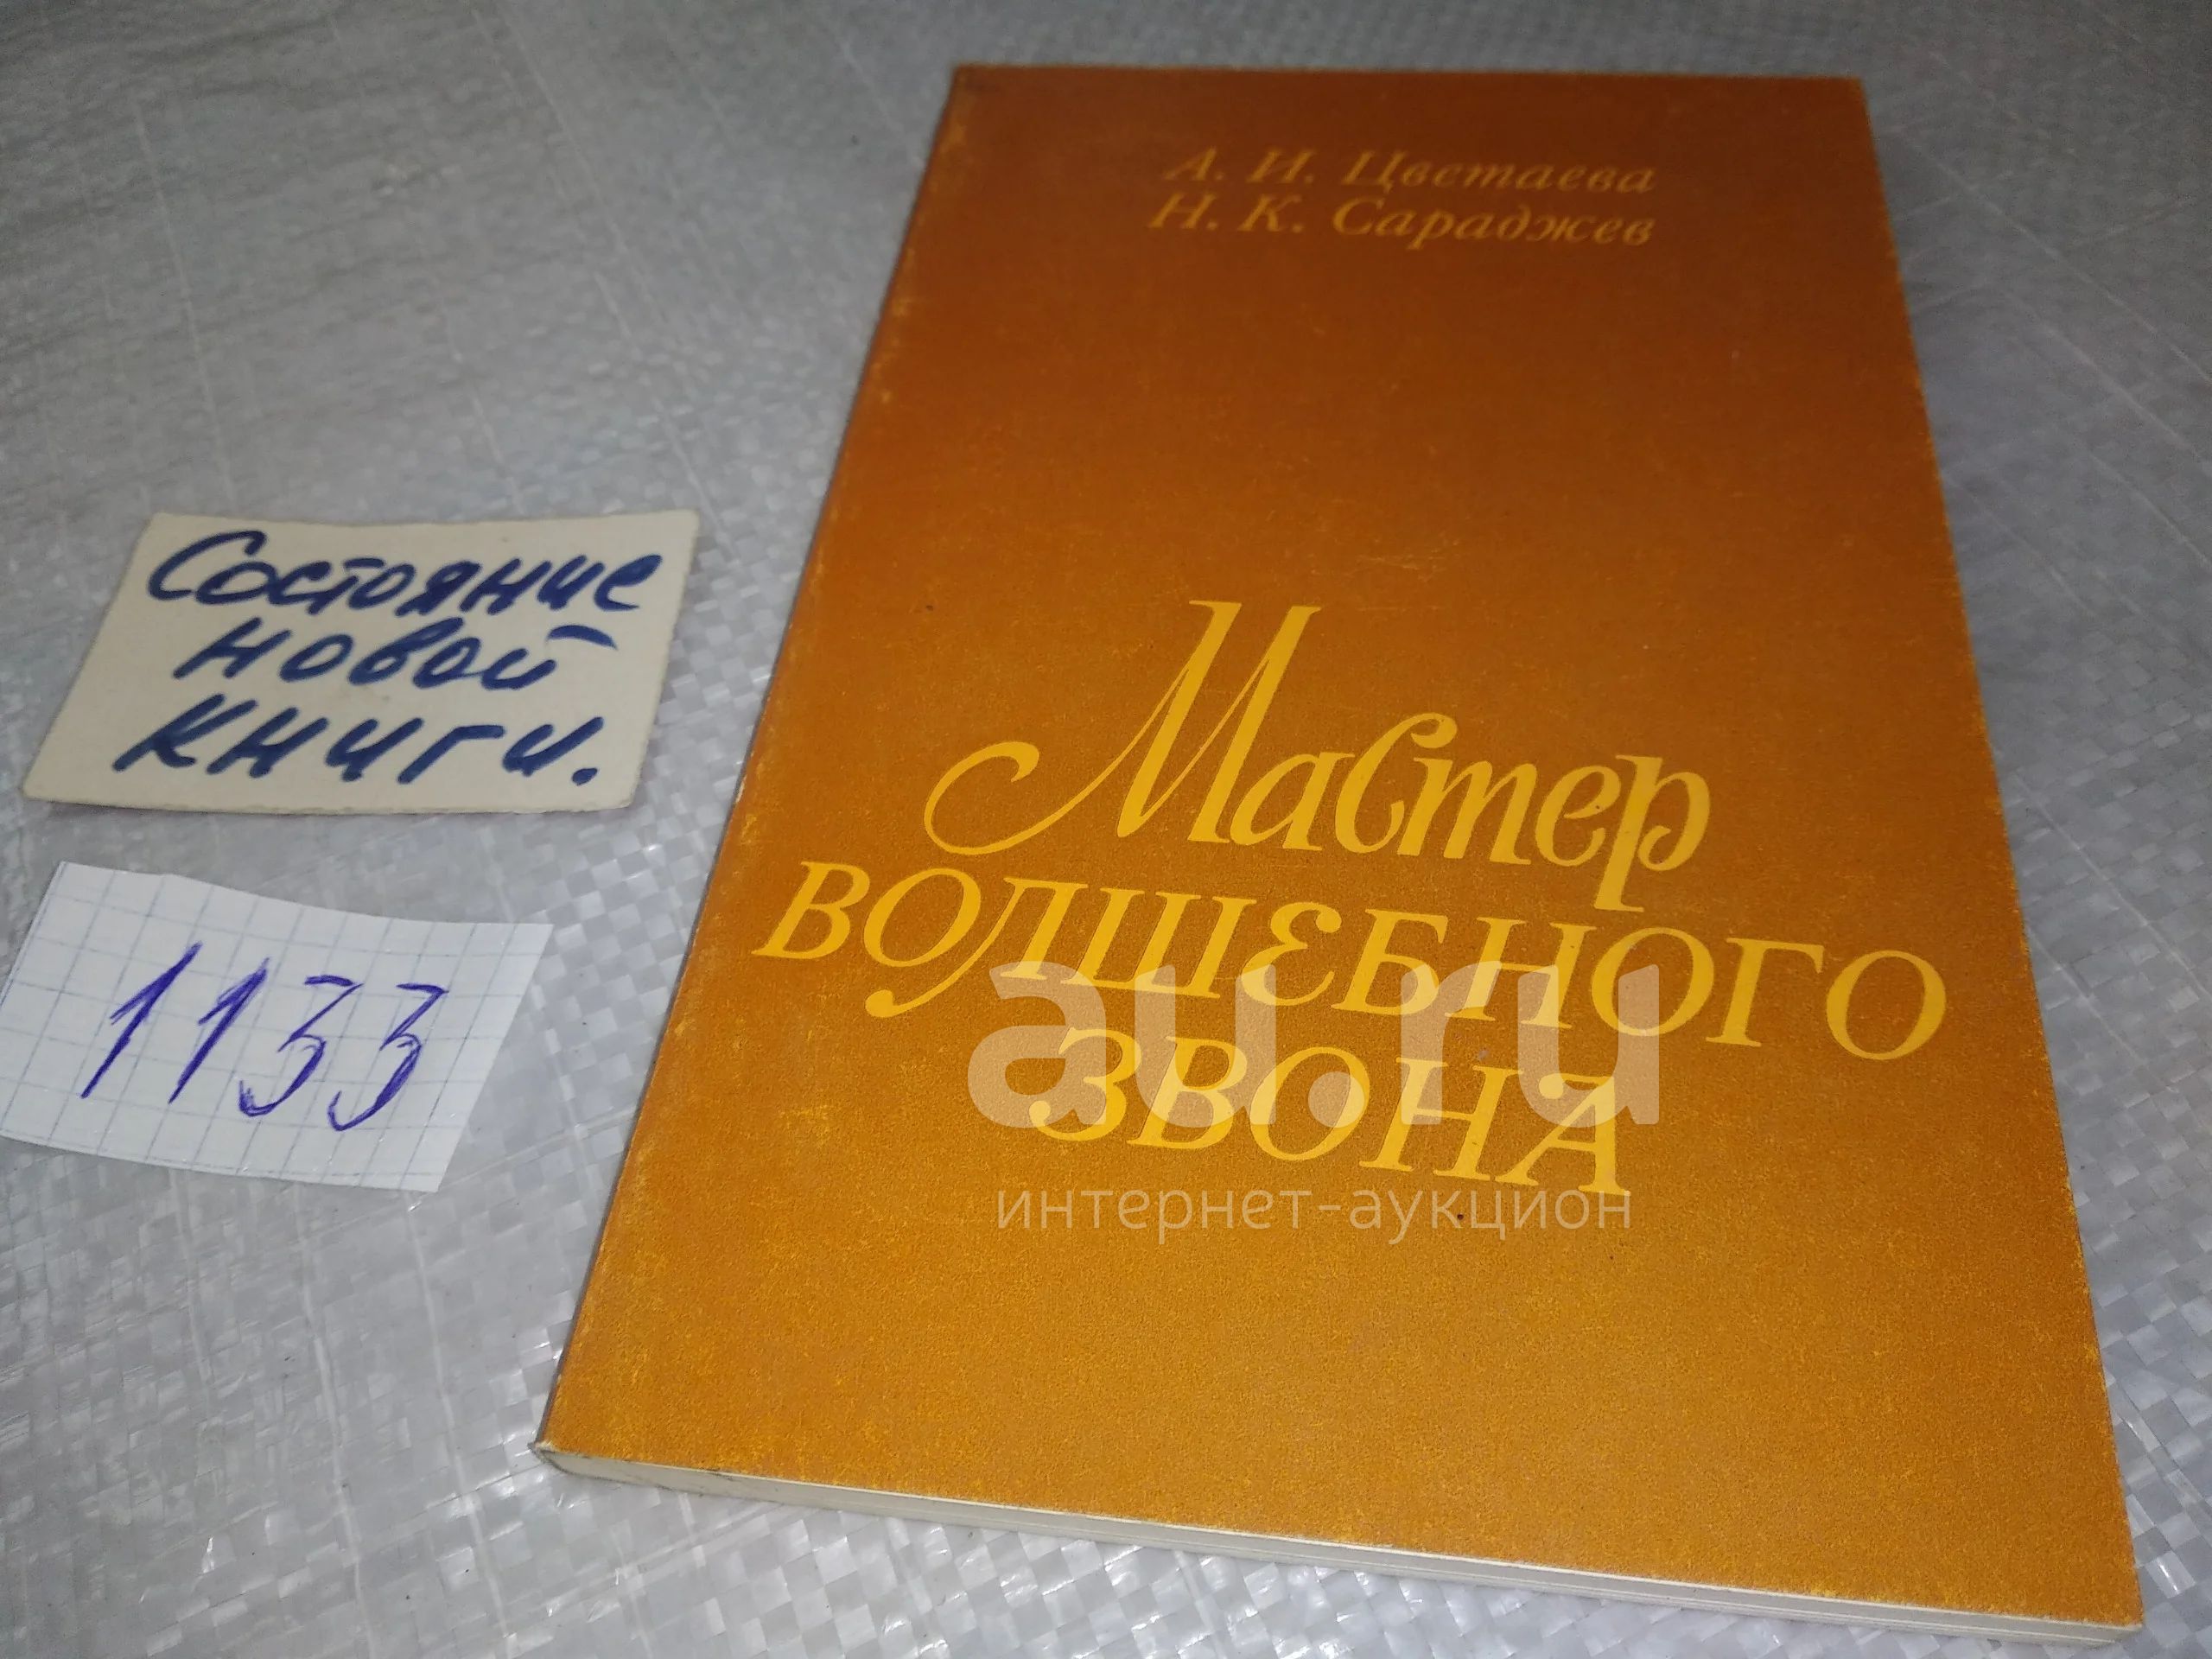 А. И. Цветаева
Н. К. Сараджев
Мастер
ВОЛШЕБНОГО
ЗВОНА
Состояние
новой
книги.
1133
au.ru
интернет-аукцион